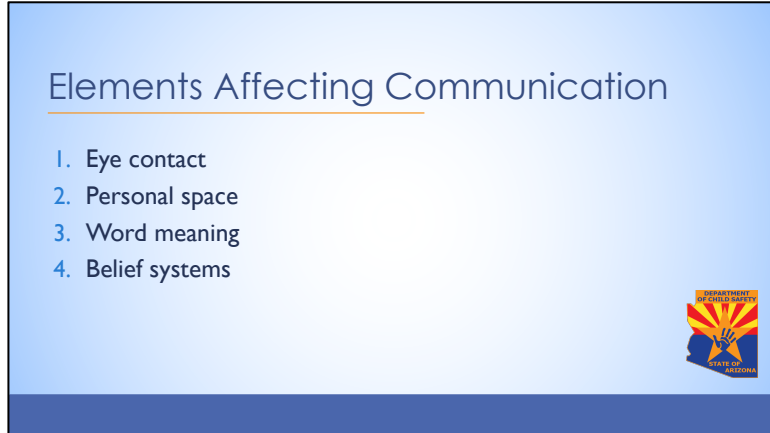 Elements Affecting Communication
1. Eye contact
2. Personal space
3. Word meaning
4. Belief systems
DEPARTMENT
OF CHILD SAFETY
STATE OF
ARIZONA